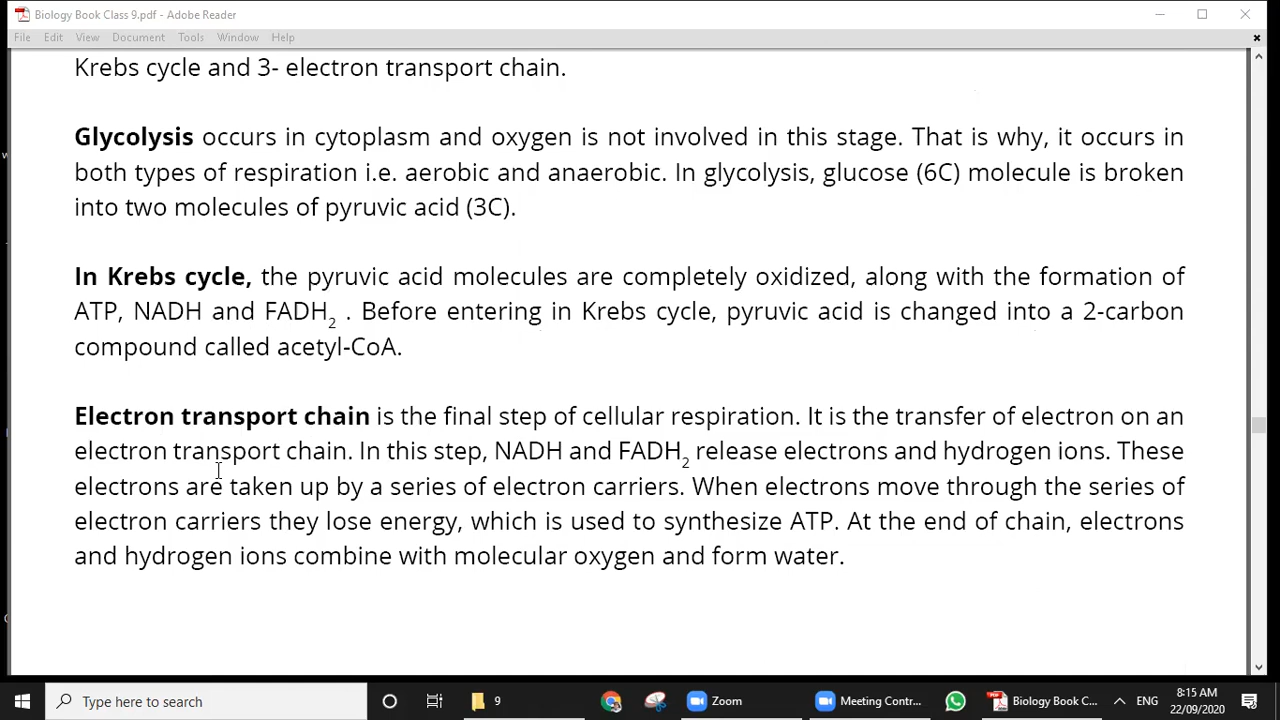 Biology Book Class 9.pdf - Adobe Reader
File Edit View Document Tools Window Help
Krebs cycle and 3- electron transport chain.
Glycolysis occurs in cytoplasm and oxygen is not involved in this stage. That is why, it occurs in
both types of respiration i.e. aerobic and anaerobic. In glycolysis, glucose (6C) molecule is broken
into two molecules of pyruvic acid (3C).
In Krebs cycle, the pyruvic acid molecules are completely oxidized, along with the formation of
ATP, NADH and FADH2 . Before entering in Krebs cycle, pyruvic acid is changed into a 2-carbon
compound called acetyl-CoA.
Electron transport chain is the final step of cellular respiration. It is the transfer of electron on an
electron transport chain. In this step, NADH and FADH2 release electrons and hydrogen ions. These
electrons are taken up by a series of electron carriers. When electrons move through the series of
electron carriers they lose energy, which is used to synthesize ATP. At the end of chain, electrons
and hydrogen ions combine with molecular oxygen and form water.
Type here to search 9 Zoom Meeting Contr... Biology Book C... ENG 8:15 AM
22/09/2020